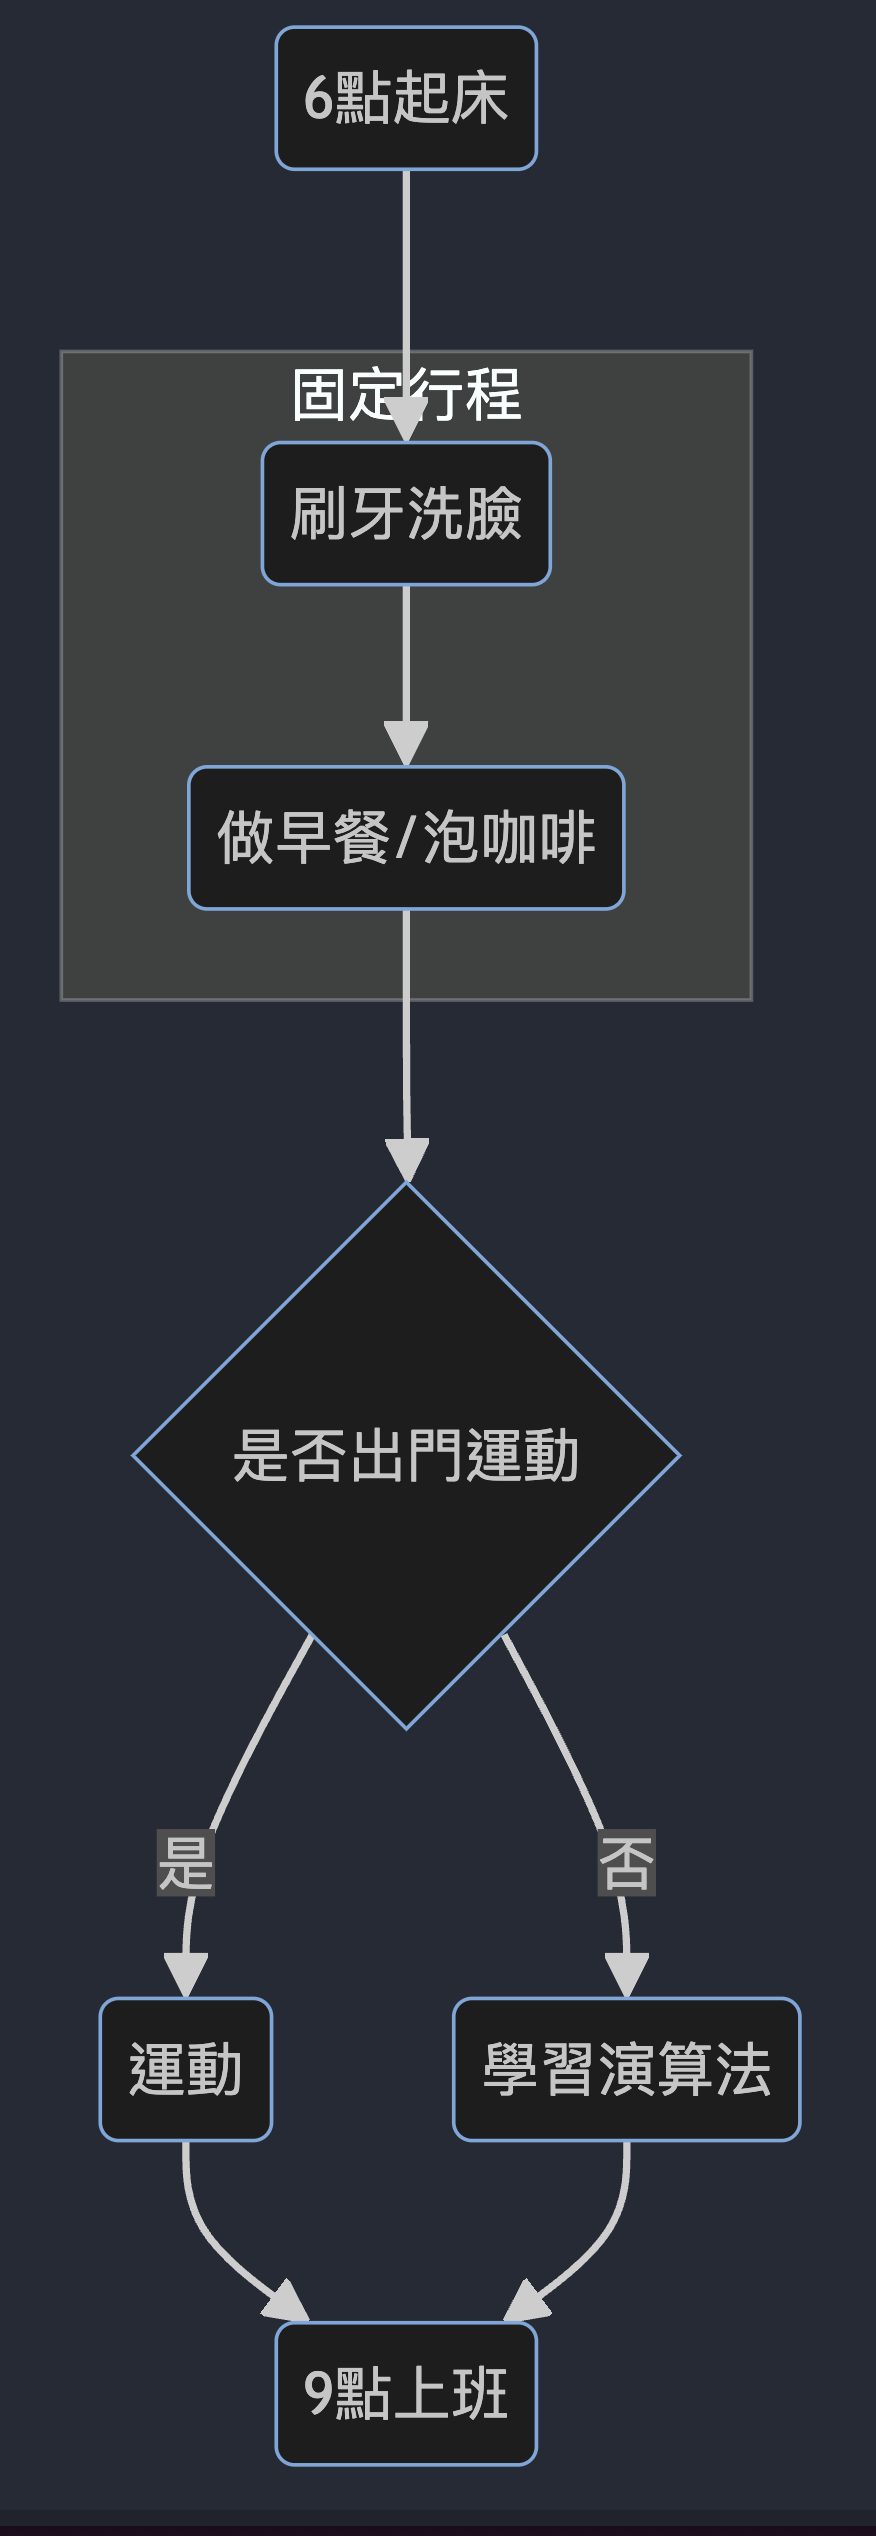 6點起床
固定行程
刷牙洗臉
做早餐/泡咖啡
是否出門運動
是
否
運動
學習演算法
9點上班